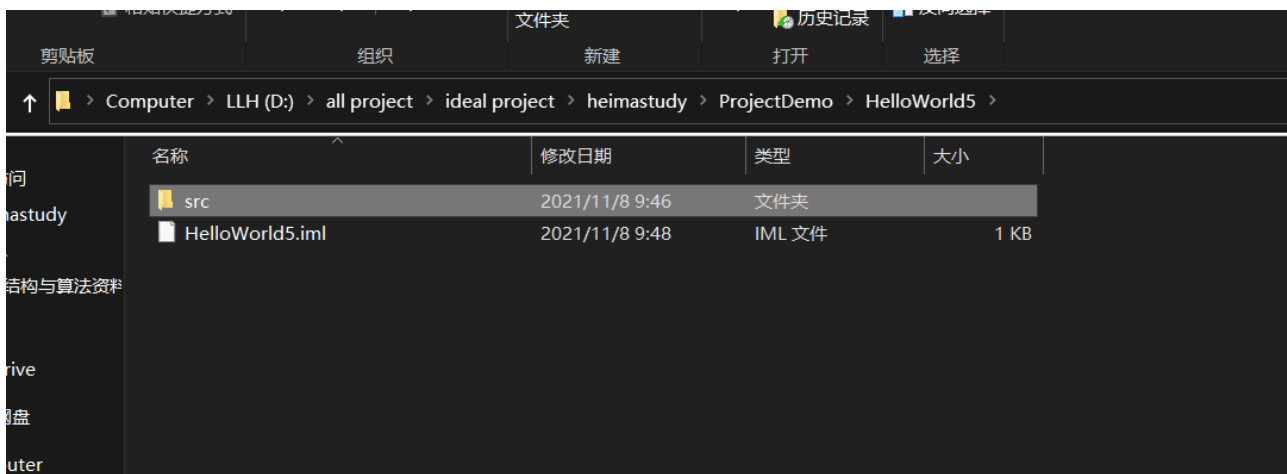 文件夹
历史记录
剪贴板 组织 新建 打开 选择
Computer > LLH (D:) > all project > ideal project > heimastudy > ProjectDemo > HelloWorld5 >
名称 修改日期 类型 大小
src 2021/11/8 9:46 文件夹
HelloWorld5.iml 2021/11/8 9:48 IML 文件 1 KB
问
astudy
结构与算法资料
rive
网盘
uter